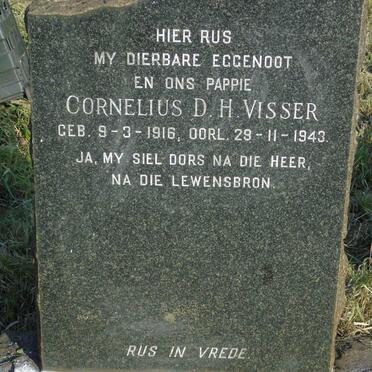 HIER RUS
MY DIERBARE EGGENOOT
EN ONS PAPPIE
CORNELIUS D. H. VISSER
GEB. 9-3-1916, OORL. 29-11-1943.
JA, MY SIEL DORS NA DIE HEER,
NA DIE LEWENSBRON.
RUS IN VREDE.